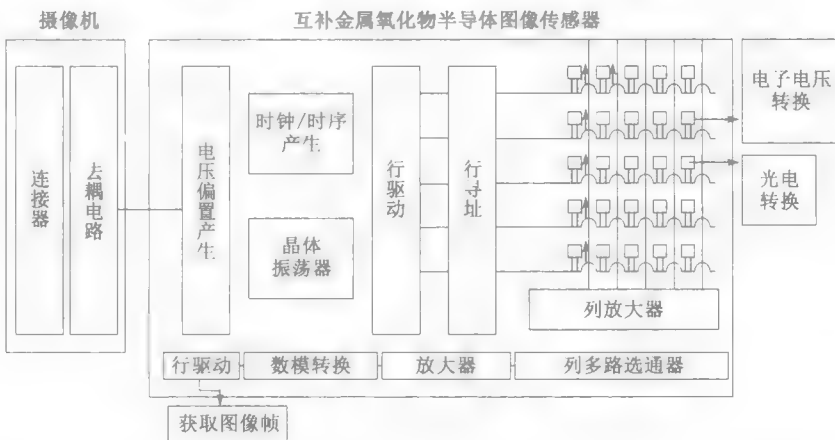 摄像机
互补金属氧化物半导体图像传感器
连接器
去耦电路
电压偏置产生
时钟/时序
产生
晶体
振荡器
行驱动
行寻址
列放大器
电子电压
转换
光电
转换
行驱动
数模转换
放大器
列多路选通器
获取图像帧